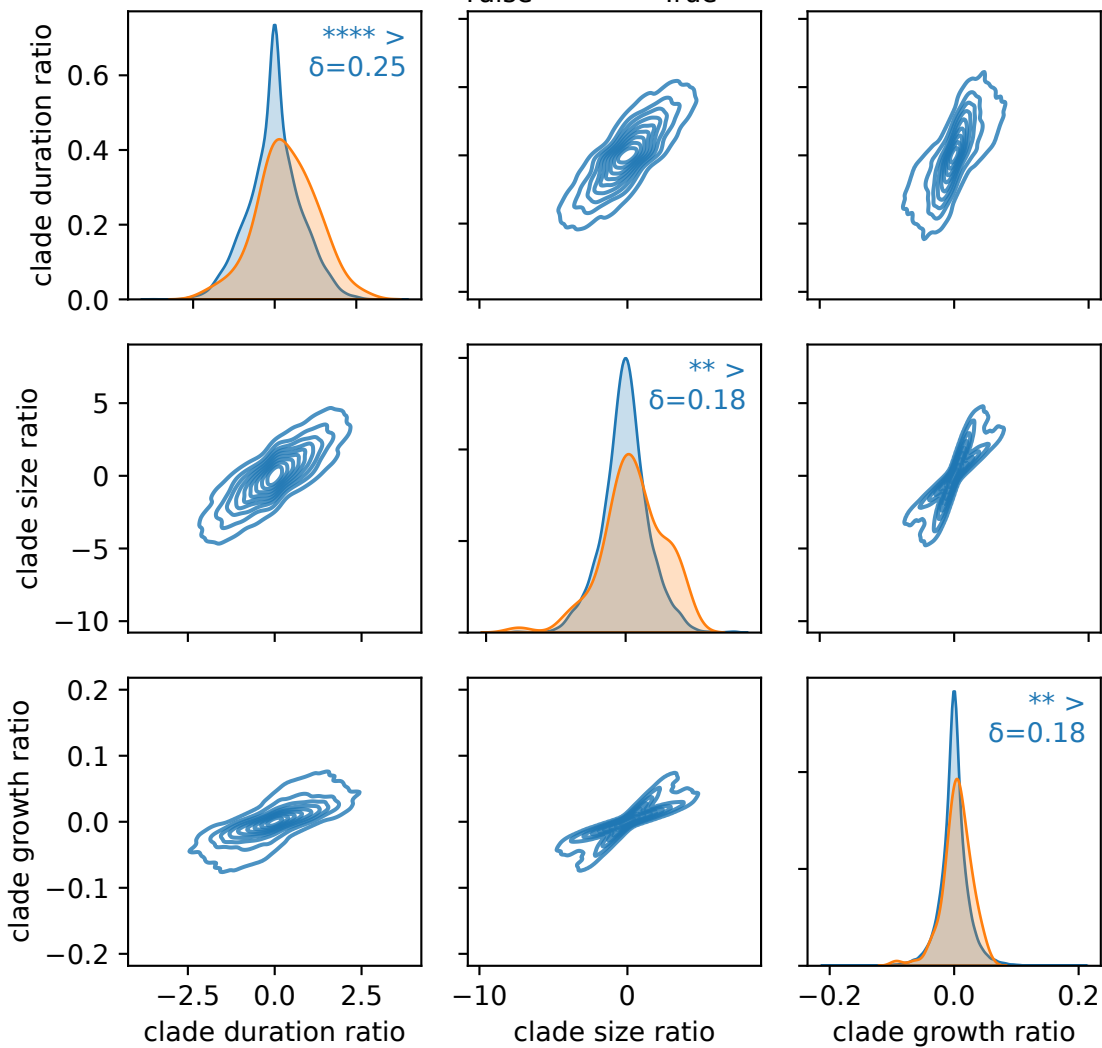 True
clade duration ratio
0.6
0.4
0.2
0.0
**** >
δ=0.25
clade size ratio
5
0
−5
−10
** >
δ=0.18
clade growth ratio
0.2
0.1
0.0
−0.1
−0.2
** >
δ=0.18
−2.5
0.0
2.5
−10
0
−0.2
0.0
0.2
clade duration ratio
clade size ratio
clade growth ratio